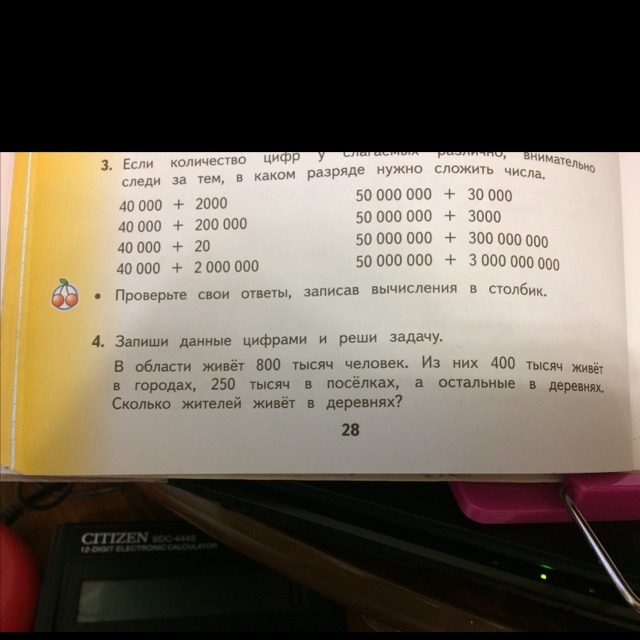 3. Если количество цифр у слагаемых различно, внимательно
следи за тем, в каком разряде нужно сложить числа.
40 000 + 2000
40 000 + 200 000
40 000 + 20
40 000 + 2 000 000
50 000 000 + 30 000
50 000 000 + 3000
50 000 000 + 300 000 000
50 000 000 + 3 000 000 000
• Проверьте свои ответы, записав вычисления в столбик.
4. Запиши данные цифрами и реши задачу.
В области живёт 800 тысяч человек. Из них 400 тысяч живёт
в городах, 250 тысяч в посёлках, а остальные в деревнях.
Сколько жителей живёт в деревнях?
28
CITIZEN SDC-444S
12-DIGIT ELECTRONIC CALCULATOR